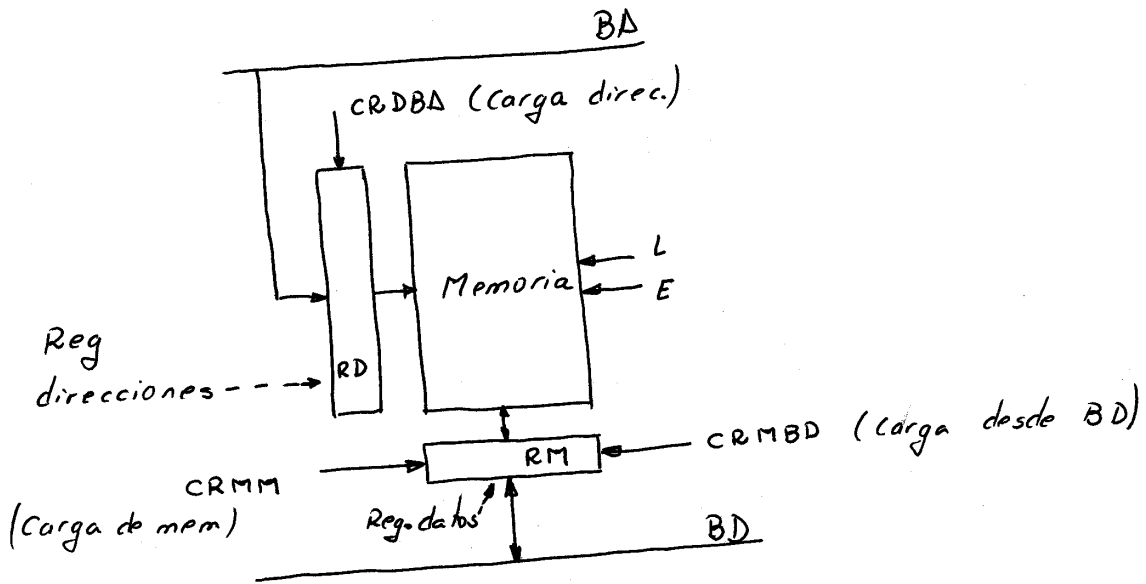 BA
CRDBA (Carga direc.)
L
Memoria
E
Reg
direcciones
RD
CRMBD (Carga desde BD)
RM
CRMM
(Carga de mem)
Reg. datos
BD